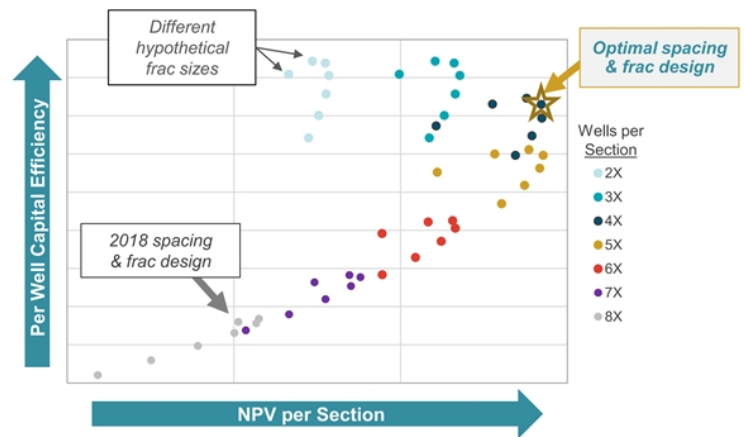 Different
hypothetical
frac sizes
Optimal spacing
& frac design
Per Well Capital Efficiency
2018 spacing
& frac design
Wells per
Section
2X
3X
4X
5X
6X
7X
8X
NPV per Section